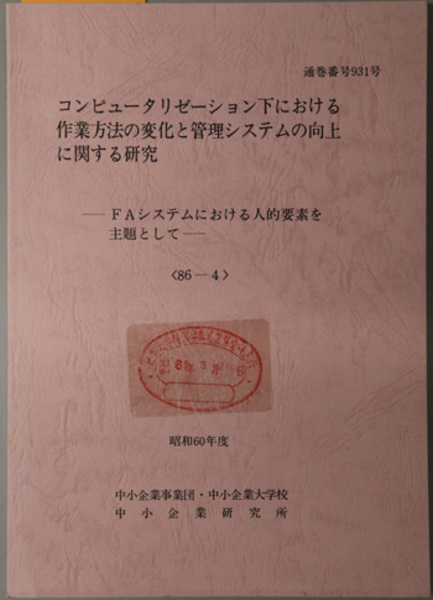 通巻番号931号
コンピュータリゼーション下における
作業方法の変化と管理システムの向上
に関する研究
── FAシステムにおける人的要素を
主題として──
〈86―4〉
昭和60年度
中小企業事業団・中小企業大学校
中小企業研究所